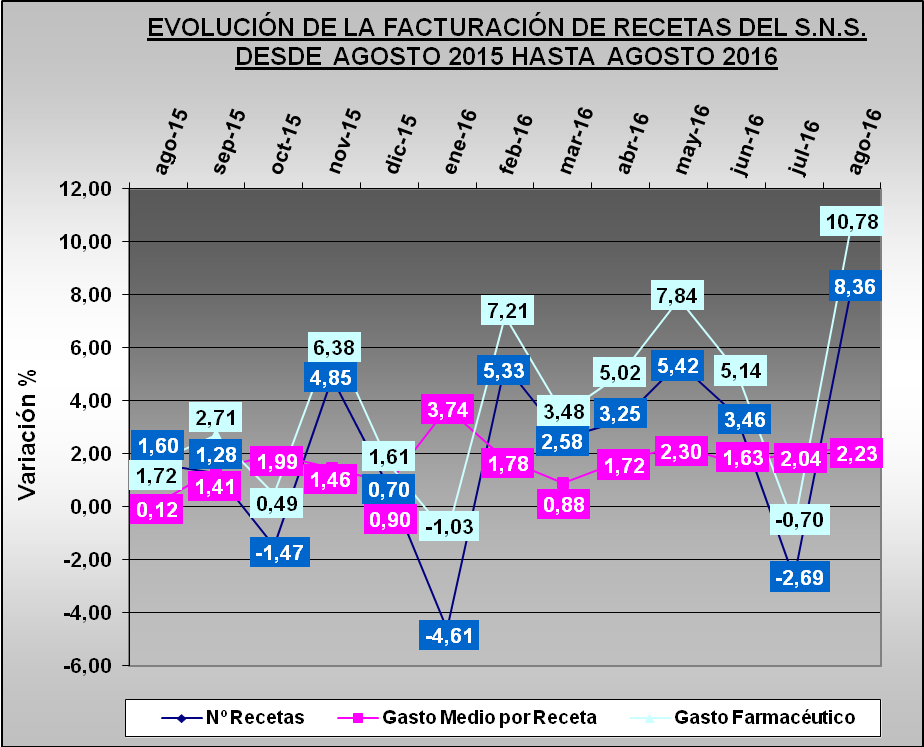 EVOLUCIÓN DE LA FACTURACIÓN DE RECETAS DEL S.N.S.
DESDE AGOSTO 2015 HASTA AGOSTO 2016
ago-15 sep-15 oct-15 nov-15 dic-15 ene-16 feb-16 mar-16 abr-16 may-16 jun-16 jul-16 ago-16
Variación %
12,00
10,00
8,00
6,00
4,00
2,00
0,00
-2,00
-4,00
-6,00
1,60 1,28 -1,47 4,85 0,70 -4,61 5,33 2,58 3,25 5,42 3,46 -2,69 8,36
0,12 1,41 1,99 1,46 0,90 3,74 1,78 0,88 1,72 2,30 1,63 2,04 2,23
1,72 2,71 0,49 6,38 1,61 -1,03 7,21 3,48 5,02 7,84 5,14 -0,70 10,78
Nº Recetas Gasto Medio por Receta Gasto Farmacéutico